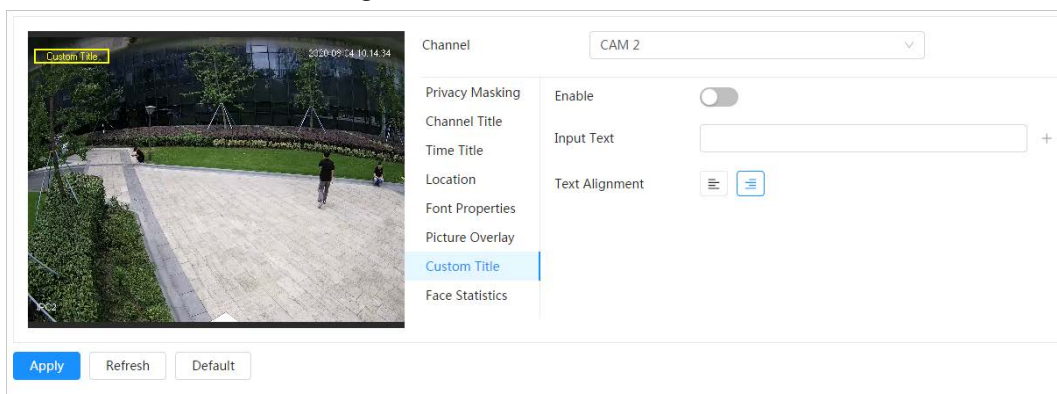 Channel
CAM 2
Custom Title
2020-09-04 10:14:34
Privacy Masking
Channel Title
Time Title
Location
Font Properties
Picture Overlay
Custom Title
Face Statistics
Enable
Input Text
+
Text Alignment
IPC2
Apply
Refresh
Default